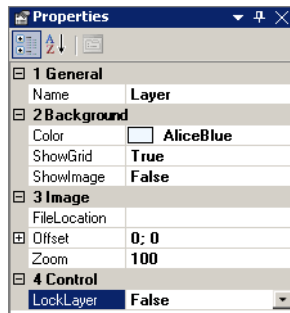 Properties
1 General
Name Layer
2 Background
Color AliceBlue
ShowGrid True
ShowImage False
3 Image
FileLocation
Offset 0; 0
Zoom 100
4 Control
LockLayer False